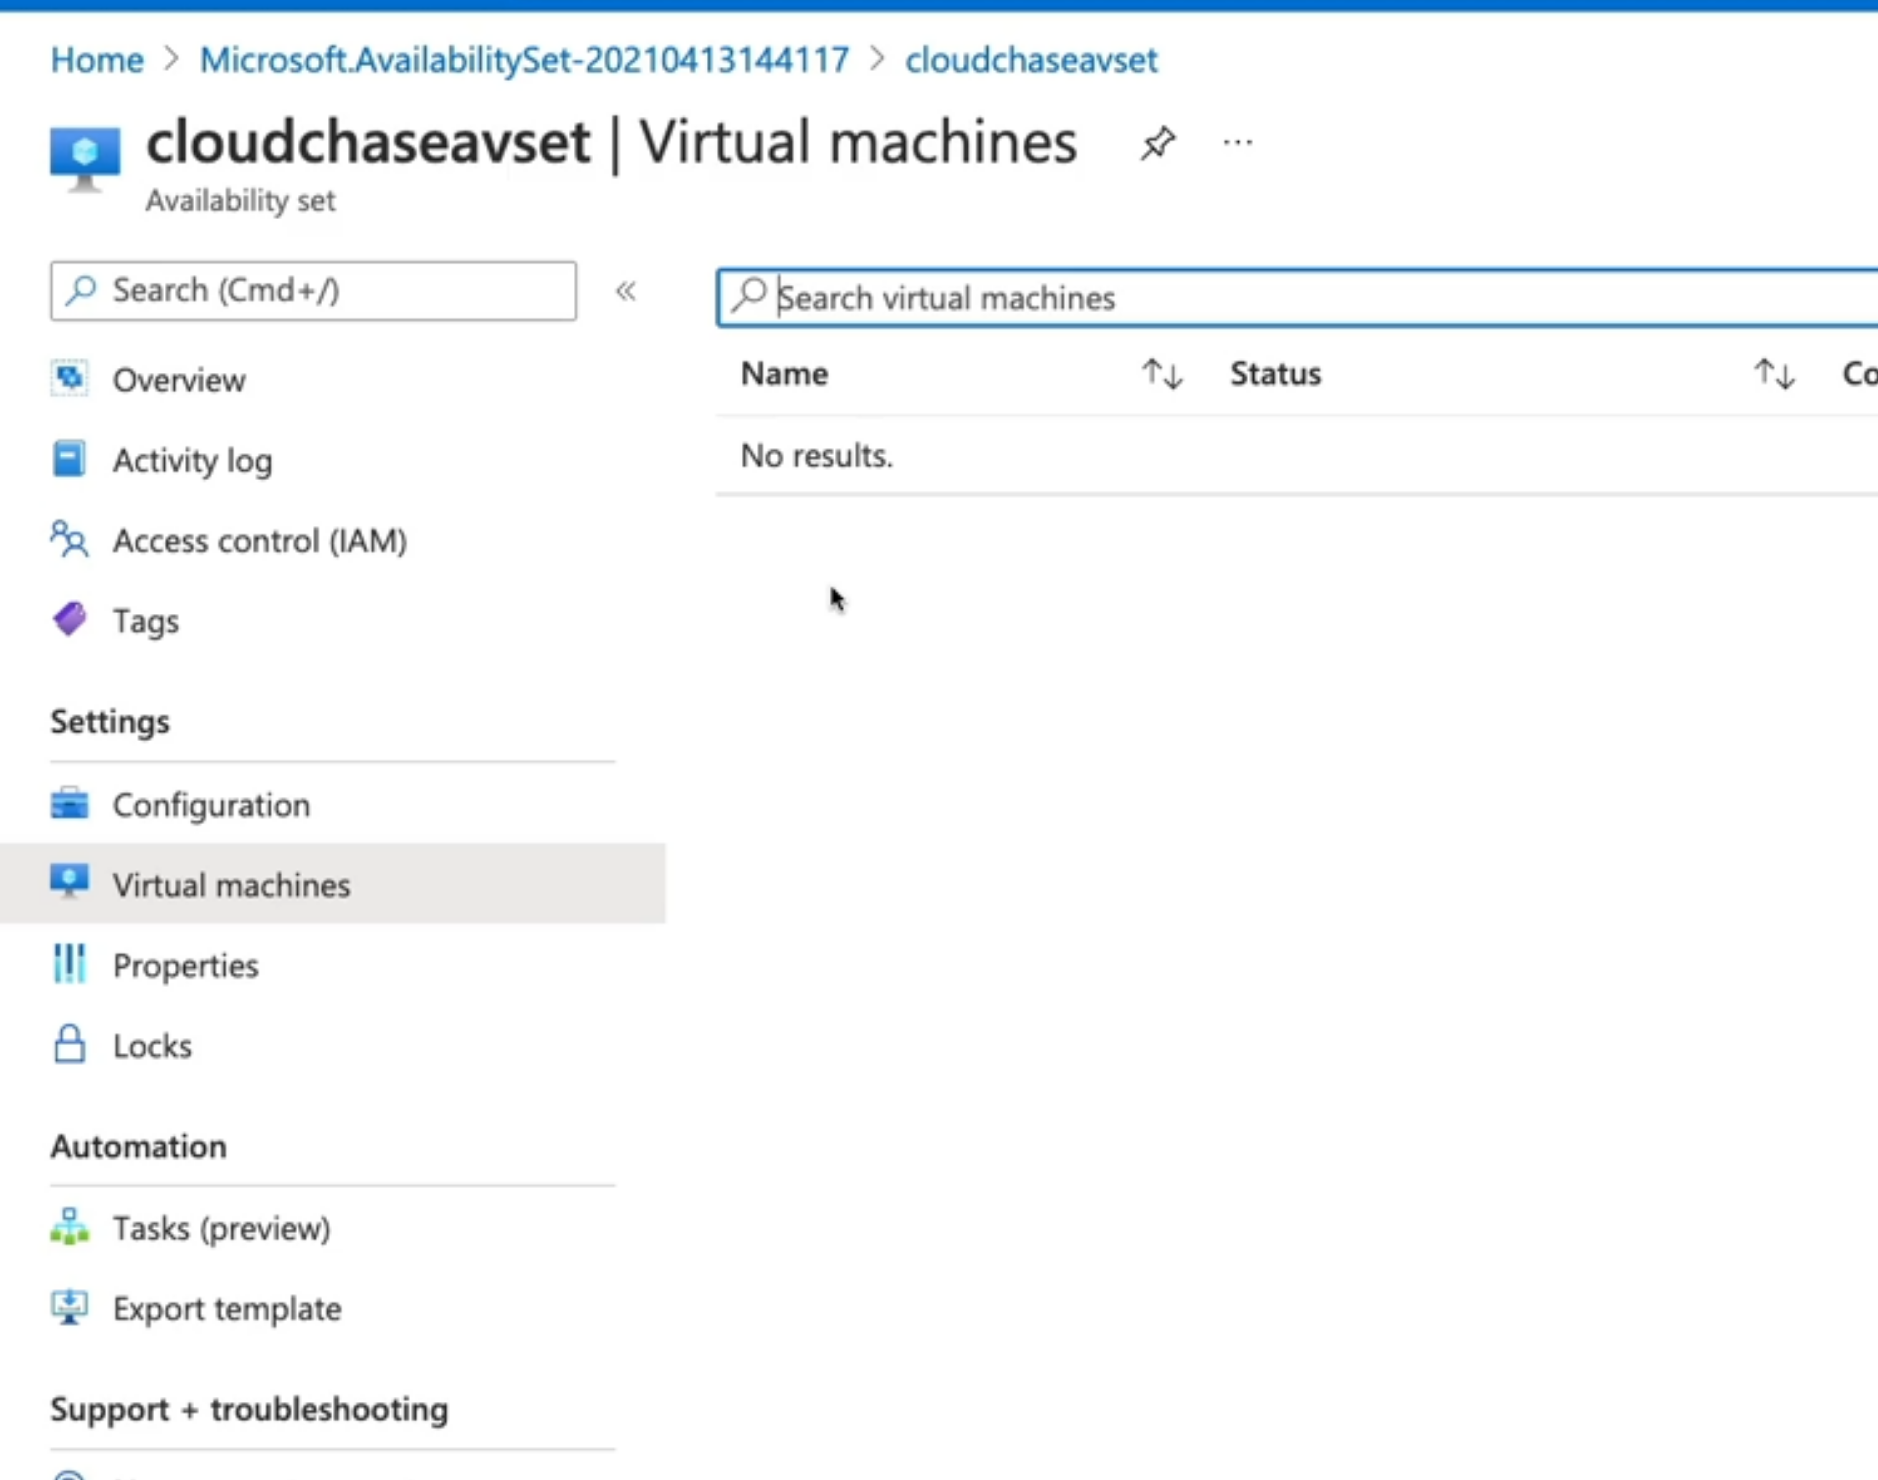 Home > Microsoft.AvailabilitySet-20210413144117 > cloudchaseavset
cloudchaseavset | Virtual machines ...
Availability set
Search (Cmd+/) «
Search virtual machines
Name ↑↓ Status ↑↓ Co
No results.
Overview
Activity log
Access control (IAM)
Tags
Settings
Configuration
Virtual machines
Properties
Locks
Automation
Tasks (preview)
Export template
Support + troubleshooting